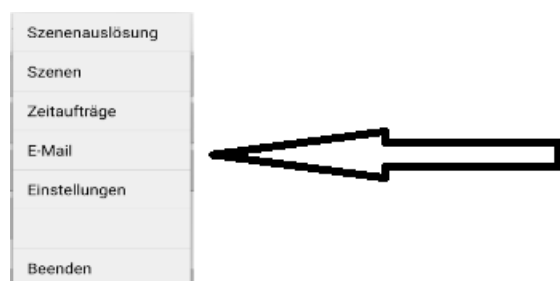 Szenenauslösung
Szenen
Zeitaufträge
E-Mail
Einstellungen
Beenden